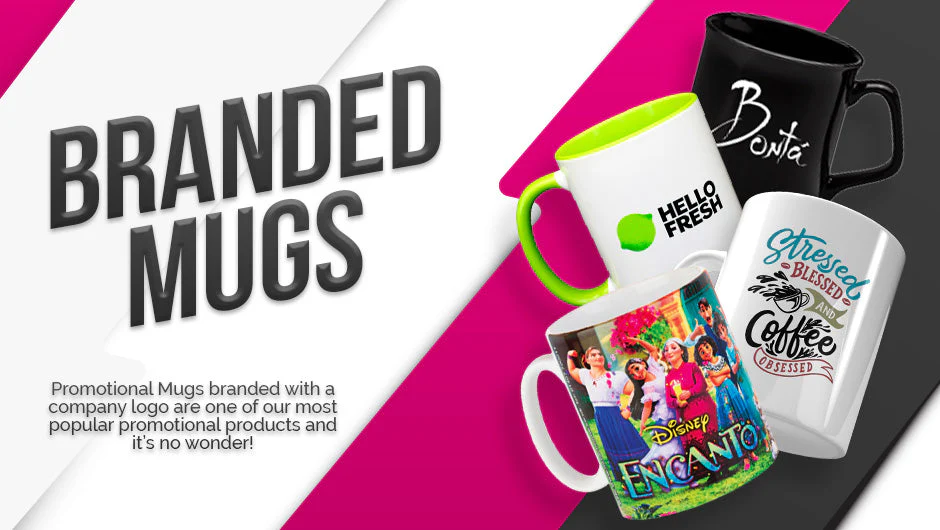 BRANDED
MUGS
Promotional Mugs branded with a
company logo are one of our most
popular promotional products and
it's no wonder!
Bontá
HELLO
FRESH
Stressed
BLESSED
AND
Coffee
OBSESSED
Disney
ENCANTO